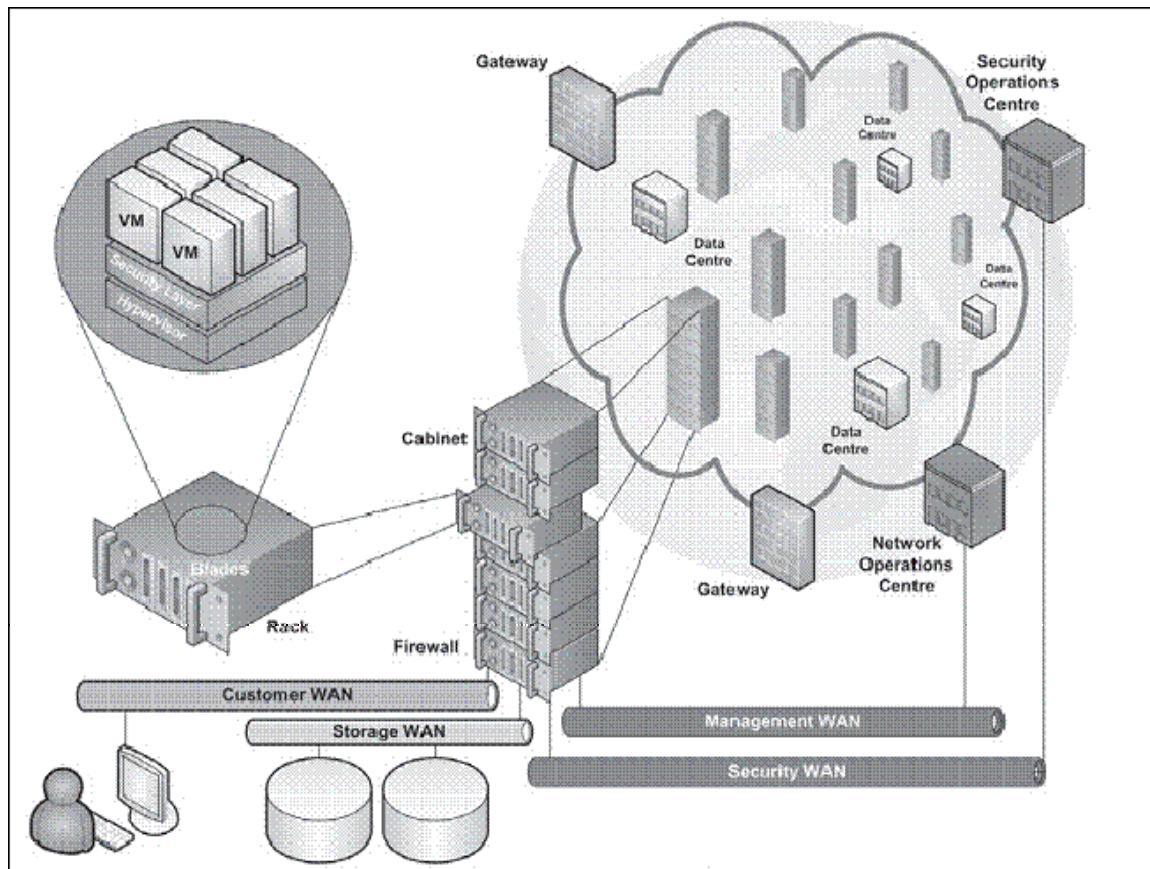 Gateway
Security
Operations
Centre
Data
Centre
VM
VM
Security Layer
Hypervisor
Data
Centre
Data
Centre
Cabinet
Data
Centre
Blades
Rack
Network
Operations
Centre
Gateway
Firewall
Customer WAN
Storage WAN
Management WAN
Security WAN